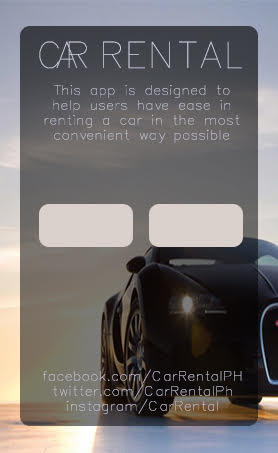 CAR RENTAL
This app is designed to
help users have ease in
renting a car in the most
convenient way possible
facebook.com/CarRentalPH
twitter.com/CarRentalPh
instagram/CarRental